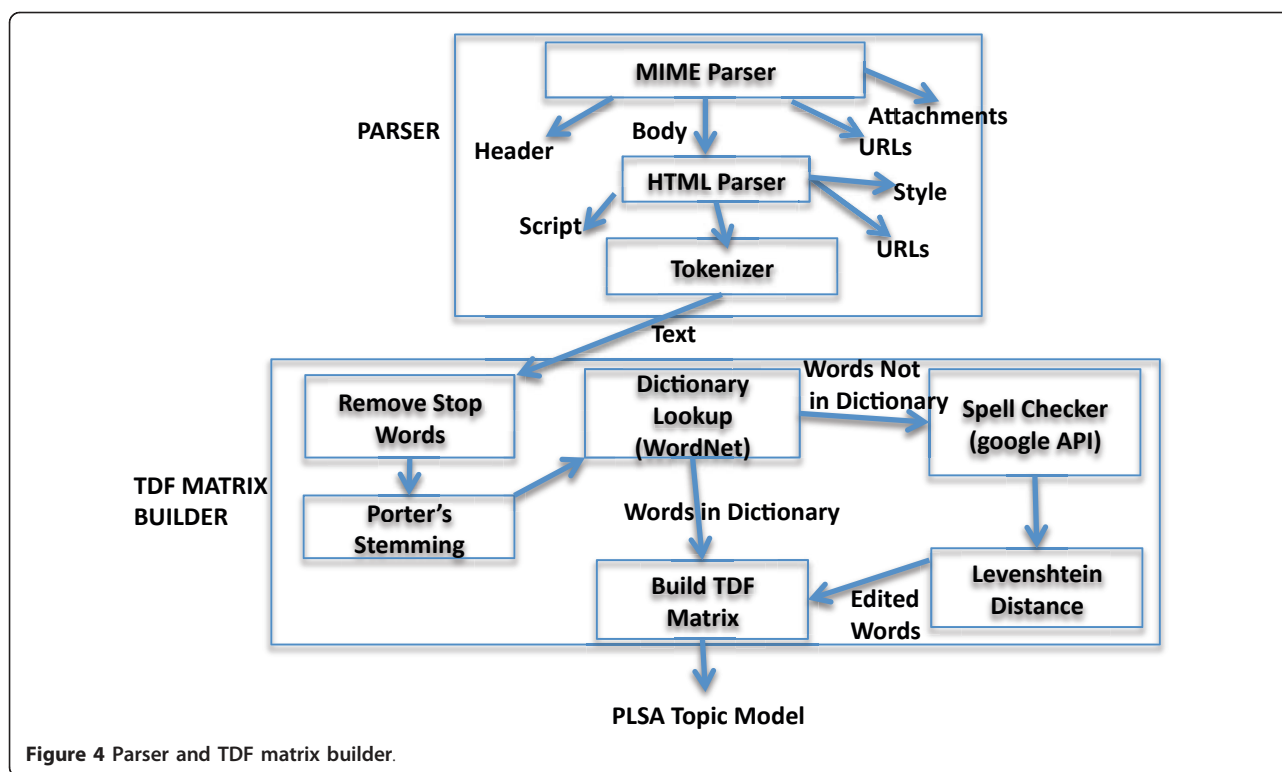 MIME Parser
Attachments
PARSER
Body
URLs
Header
HTML Parser
Style
Script
URLs
Tokenizer
Text
Words Not
in Dictionary
Remove Stop
Words
Dictionary
Lookup
(WordNet)
Spell Checker
(google API)
TDF MATRIX
BUILDER
Porter's
Stemming
Words in Dictionary
Build TDF
Matrix
Edited
Words
Levenshtein
Distance
PLSA Topic Model
Figure 4 Parser and TDF matrix builder.